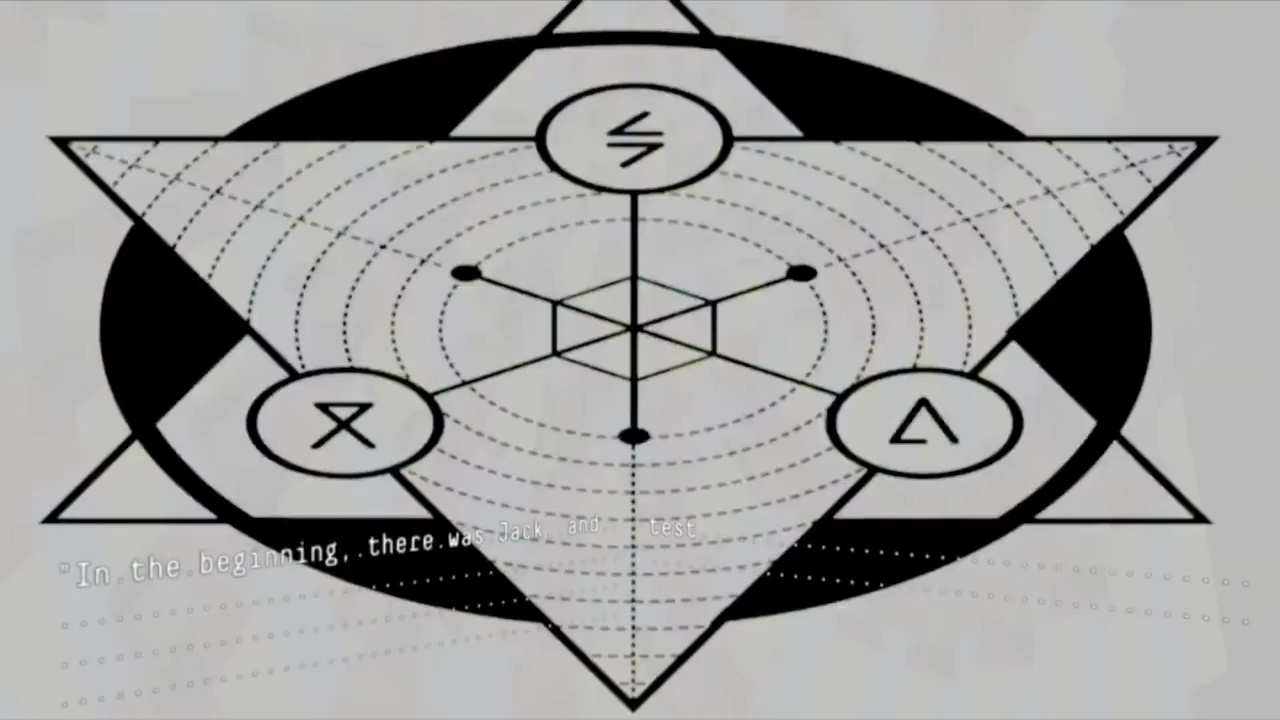 "In the beginning, there was Jack, and test